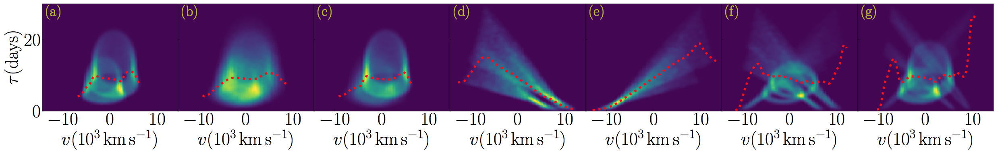 (a) (b) (c) (d) (e) (f) (g)
τ(days)
20
0
−10 0 10 −10 0 10 −10 0 10 −10 0 10 −10 0 10 −10 0 10 −10 0 10
v(10³ km s⁻¹) v(10³ km s⁻¹) v(10³ km s⁻¹) v(10³ km s⁻¹) v(10³ km s⁻¹) v(10³ km s⁻¹) v(10³ km s⁻¹)